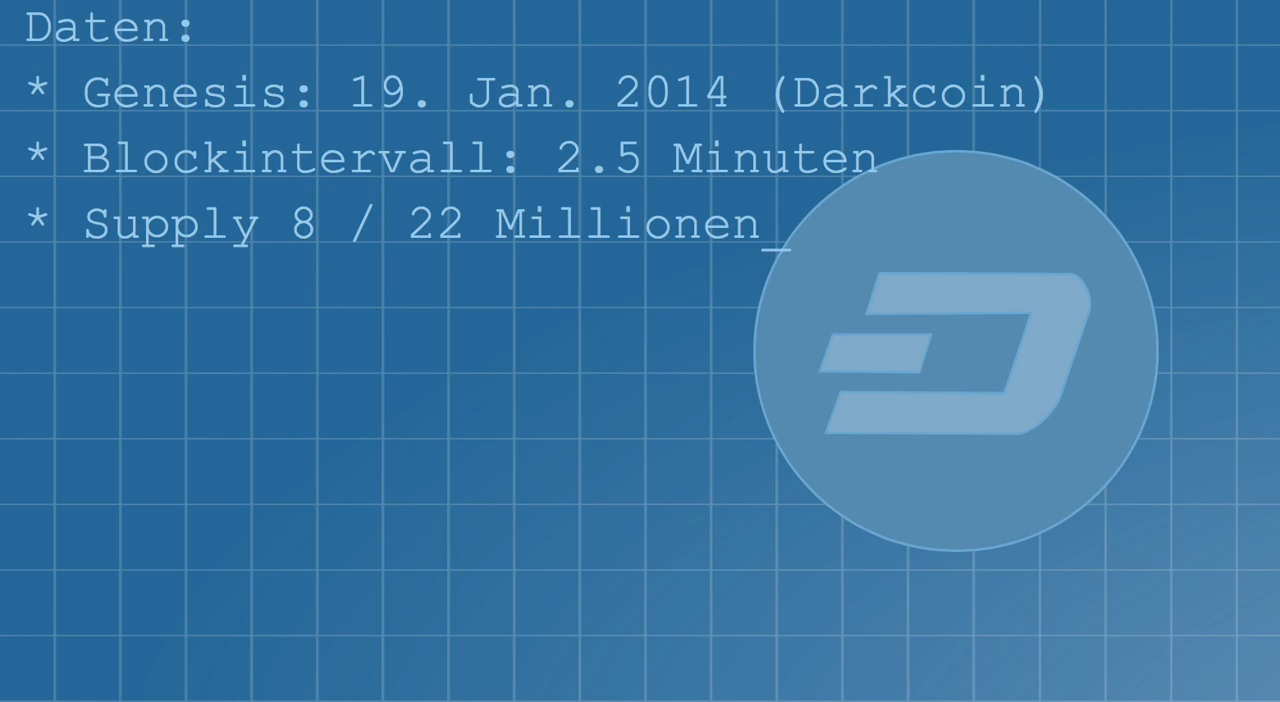 Daten:
* Genesis: 19. Jan. 2014 (Darkcoin)
* Blockintervall: 2.5 Minuten
* Supply 8 / 22 Millionen_